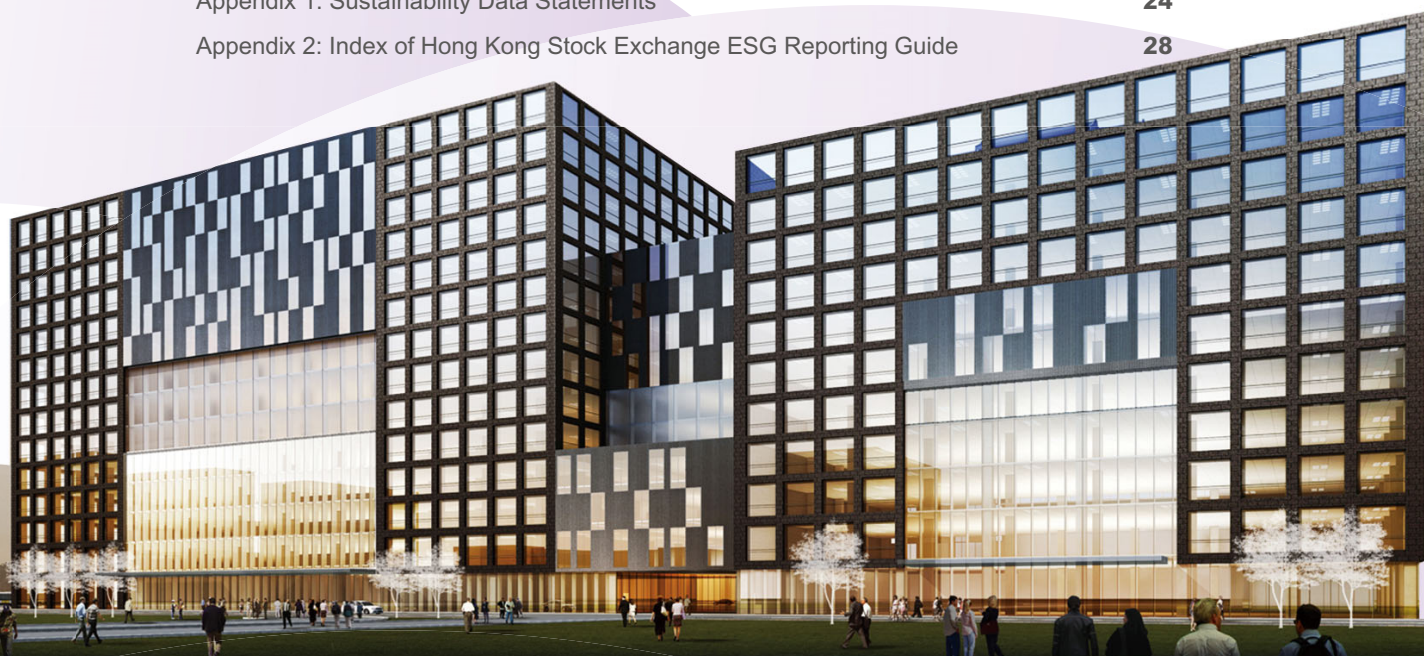 Appendix 1: Sustainability Data Statements 24
Appendix 2: Index of Hong Kong Stock Exchange ESG Reporting Guide 28